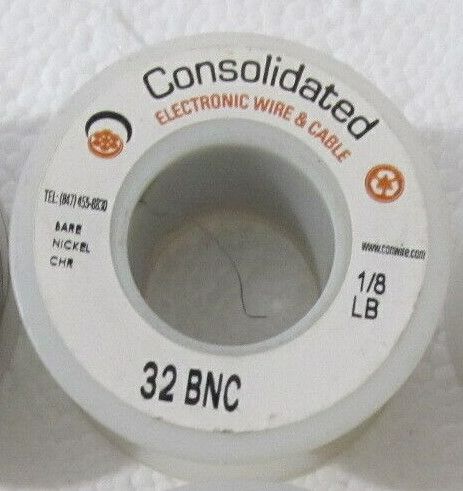 Consolidated
ELECTRONIC WIRE & CABLE
TEL: (847) 455-8830
BARE
NICKEL
CHR
www.conwire.com
1/8
LB
32 BNC